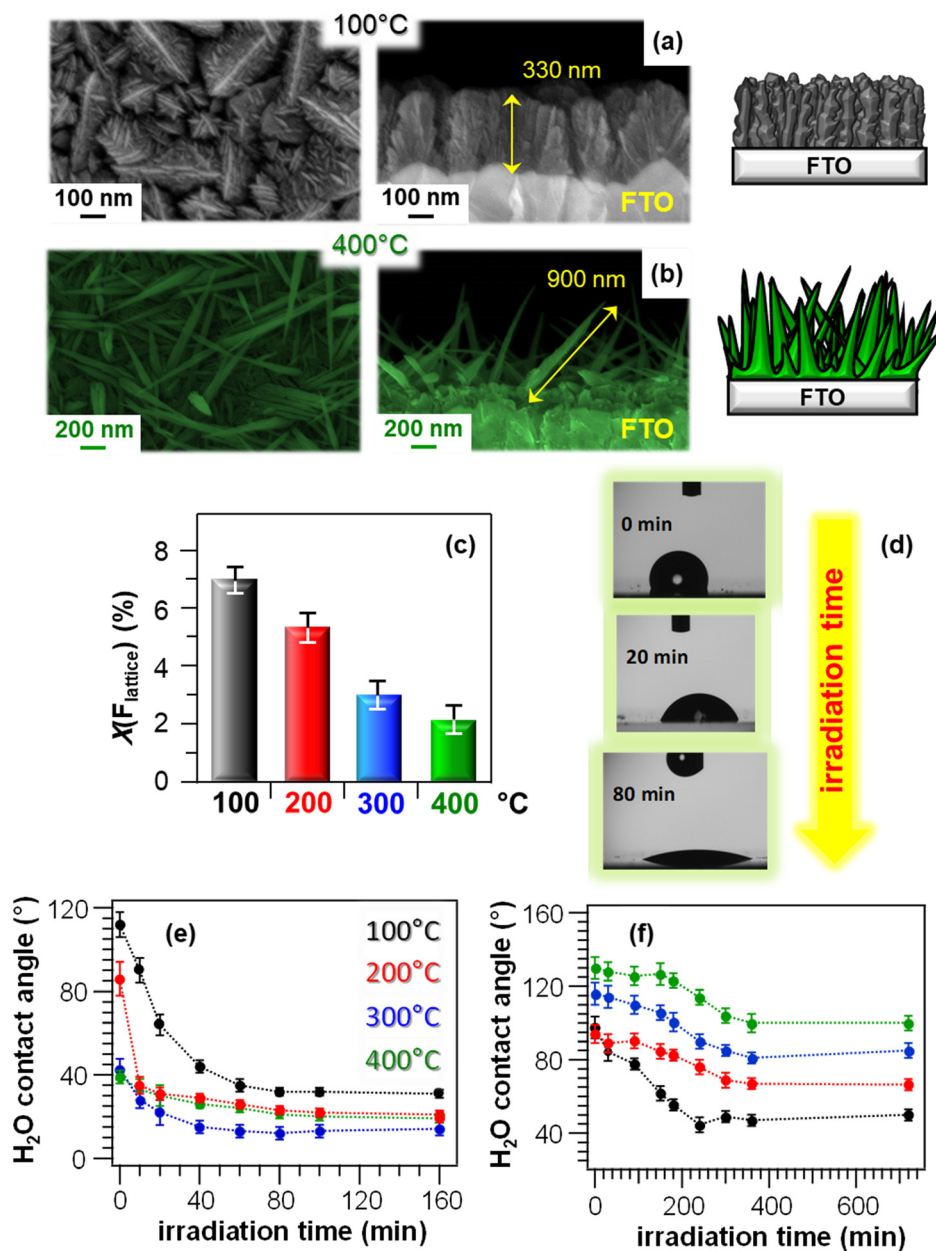 100°C
(a)
330 nm
100 nm
100 nm
FTO
FTO
400°C
(b)
900 nm
200 nm
200 nm
FTO
FTO
(c)
X(F_lattice) (%)
8
6
4
2
0
100 200 300 400 °C
(d)
0 min
20 min
80 min
irradiation time
(e)
H₂O contact angle (°)
120
80
40
0
100°C
200°C
300°C
400°C
0 40 80 120 160
irradiation time (min)
(f)
H₂O contact angle (°)
160
120
80
40
0 200 400 600
irradiation time (min)